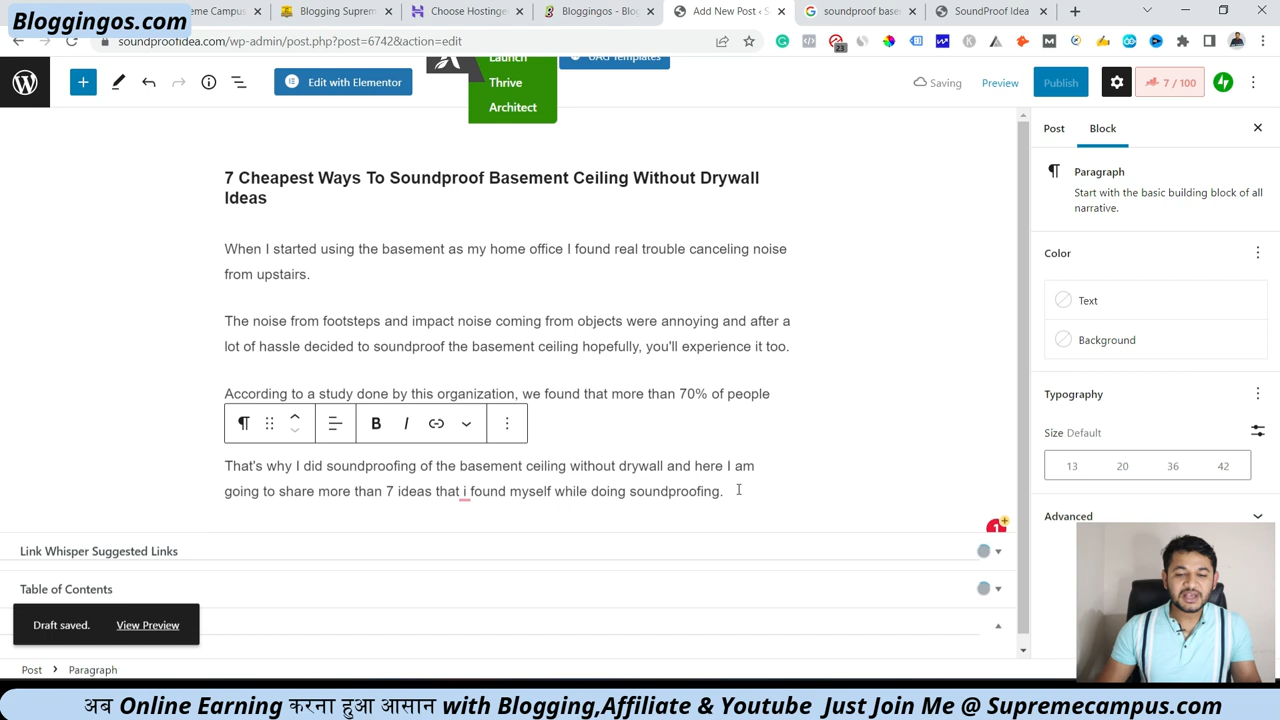 Bloggingos.com
eme Campus
Blogging Suprem
Choose Hostinger
Bloggingos - Blog
Add New Post ‹ S
soundproof base
SoundProof Idea
soundproofidea.com/wp-admin/post.php?post=6742&action=edit
23
Edit with Elementor
Launch
Thrive
Architect
UAG Templates
Saving
Preview
Publish
7 / 100
Post
Block
7 Cheapest Ways To Soundproof Basement Ceiling Without Drywall
Ideas
When I started using the basement as my home office I found real trouble canceling noise
from upstairs.
The noise from footsteps and impact noise coming from objects were annoying and after a
lot of hassle decided to soundproof the basement ceiling hopefully, you'll experience it too.
According to a study done by this organization, we found that more than 70% of people
B I
That's why I did soundproofing of the basement ceiling without drywall and here I am
going to share more than 7 ideas that i found myself while doing soundproofing.
Paragraph
Start with the basic building block of all
narrative.
Color
Text
Background
Typography
Size Default
13 20 36 42
Advanced
1
Link Whisper Suggested Links
Table of Contents
Draft saved. View Preview
Post › Paragraph
अब Online Earning करना हुआ आसान with Blogging,Affiliate & Youtube Just Join Me @ Supremecampus.com